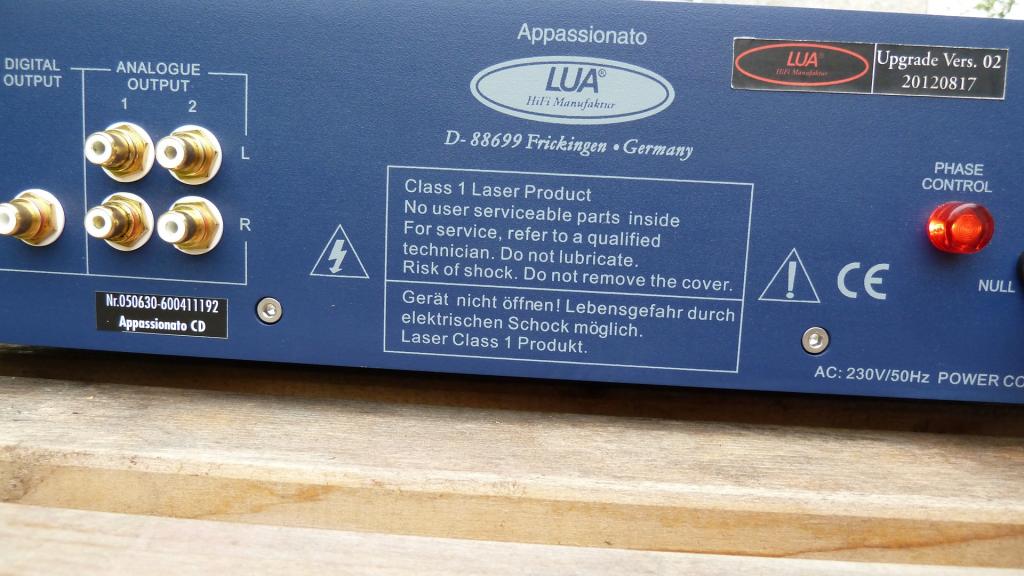 DIGITAL
OUTPUT
ANALOGUE
OUTPUT
1 2
L
R
Nr.050630-600411192
Appassionato CD
Appassionato
LUA®
HiFi Manufaktur
D-88699 Frickingen • Germany
Class 1 Laser Product
No user serviceable parts inside
For service, refer to a qualified
technician. Do not lubricate.
Risk of shock. Do not remove the cover.
Gerät nicht öffnen! Lebensgefahr durch
elektrischen Schock möglich.
Laser Class 1 Produkt.
LUA®
HiFi Manufaktur
Upgrade Vers. 02
20120817
PHASE
CONTROL
!
CE
NULL
AC: 230V/50Hz POWER CO